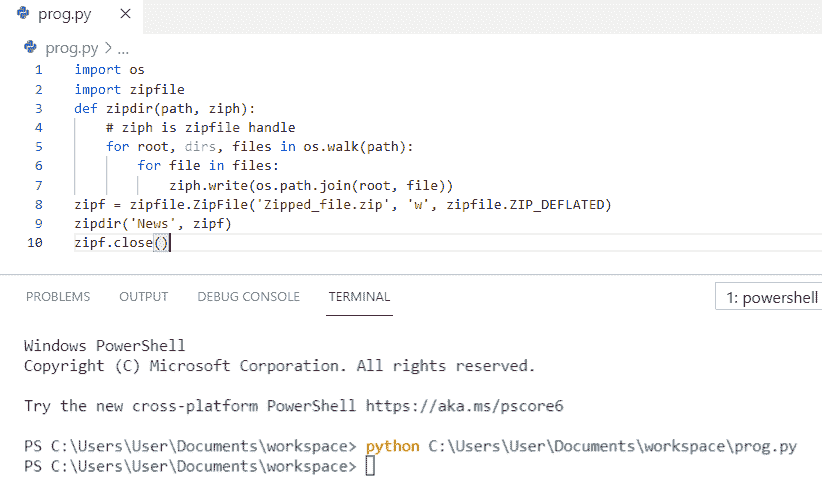 prog.py ×
prog.py > ...
1 import os
2 import zipfile
3 def zipdir(path, ziph):
4     # ziph is zipfile handle
5     for root, dirs, files in os.walk(path):
6         for file in files:
7             ziph.write(os.path.join(root, file))
8 zipf = zipfile.ZipFile('Zipped_file.zip', 'w', zipfile.ZIP_DEFLATED)
9 zipdir('News', zipf)
10 zipf.close()
PROBLEMS OUTPUT DEBUG CONSOLE TERMINAL 1: powershell
Windows PowerShell
Copyright (C) Microsoft Corporation. All rights reserved.
Try the new cross-platform PowerShell https://aka.ms/pscore6
PS C:\Users\User\Documents\workspace> python C:\Users\User\Documents\workspace\prog.py
PS C:\Users\User\Documents\workspace>